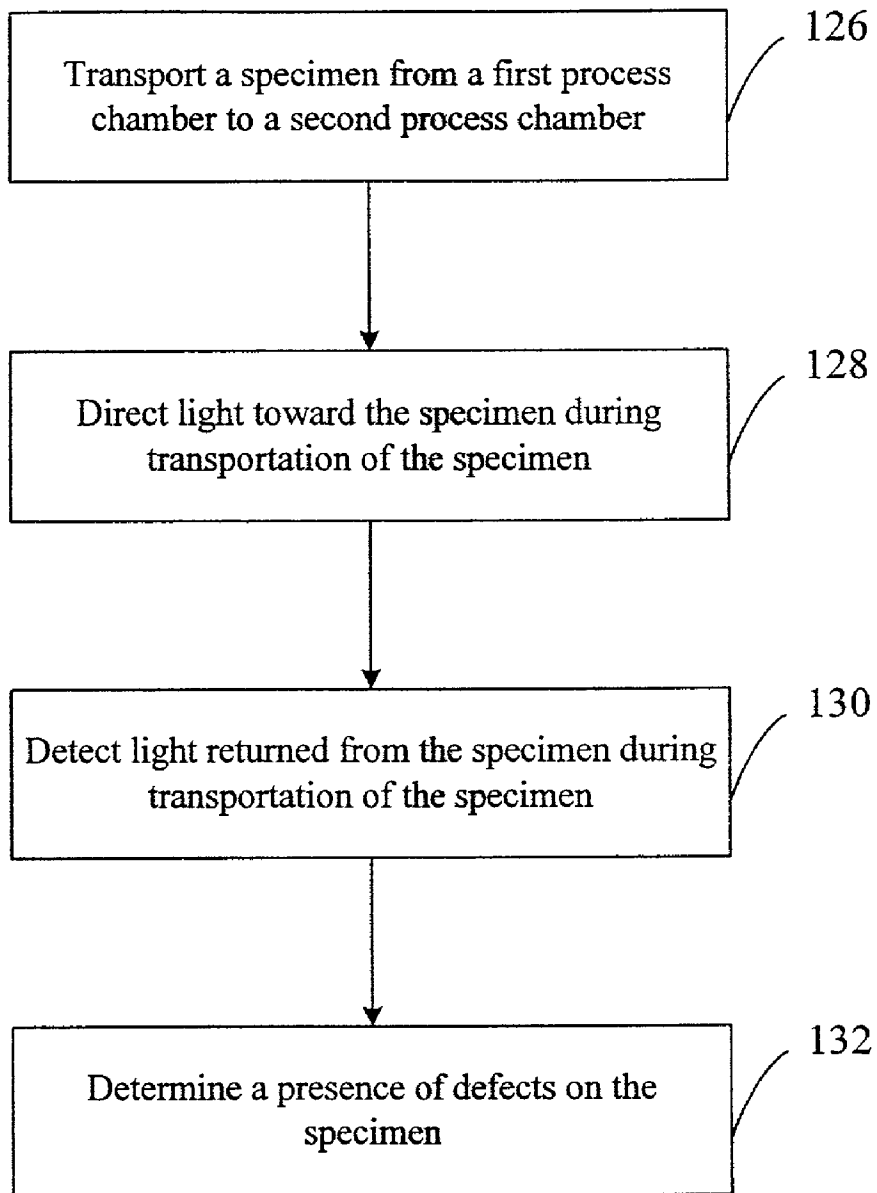 126
Transport a specimen from a first process
chamber to a second process chamber
128
Direct light toward the specimen during
transportation of the specimen
130
Detect light returned from the specimen during
transportation of the specimen
132
Determine a presence of defects on the
specimen